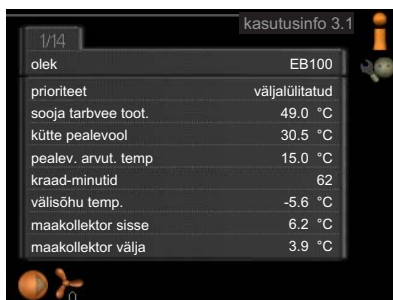 kasutusinfo 3.1
1/14
olek EB100
prioriteet väljalülitatud
sooja tarbvee toot. 49.0 °C
kütte pealevool 30.5 °C
pealev. arvut. temp 15.0 °C
kraad-minutid 62
välisõhu temp. -5.6 °C
maakollektor sisse 6.2 °C
maakollektor välja 3.9 °C
0